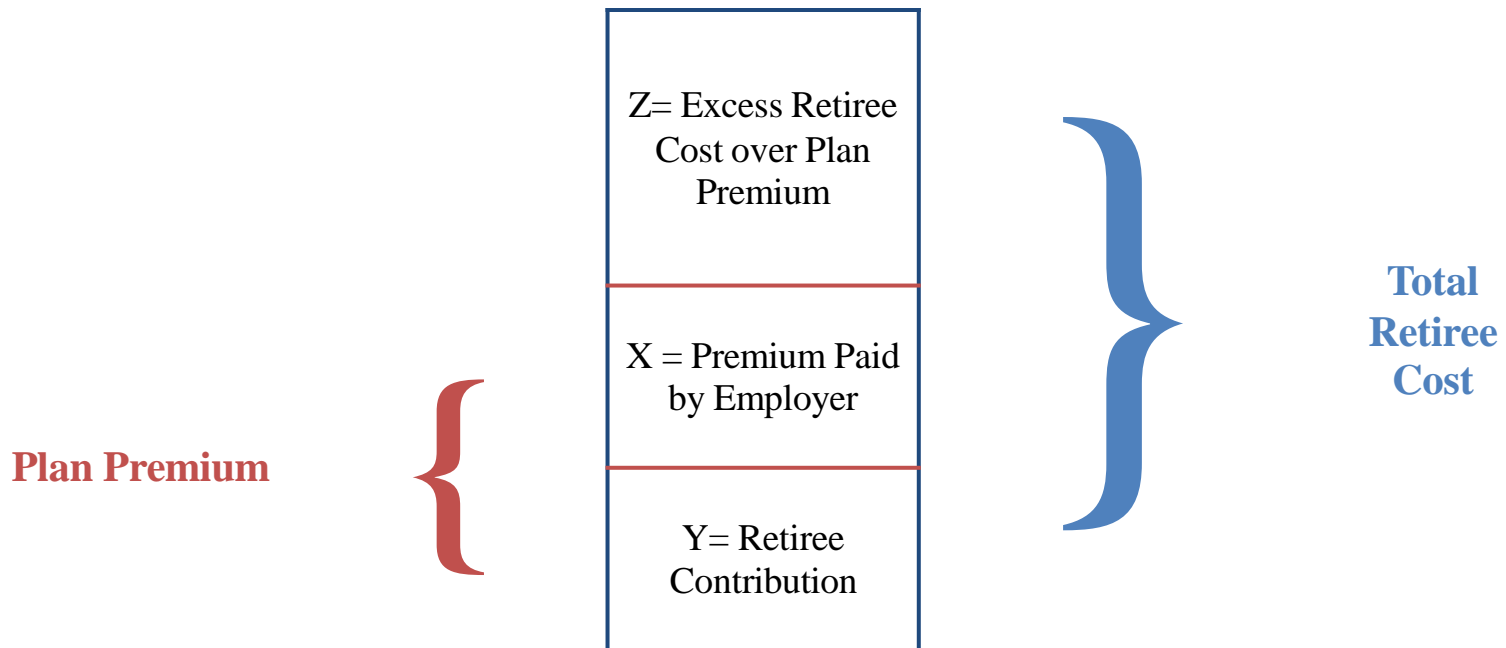 Z= Excess Retiree
Cost over Plan
Premium
X = Premium Paid
by Employer
Y= Retiree
Contribution
Plan Premium
Total
Retiree
Cost